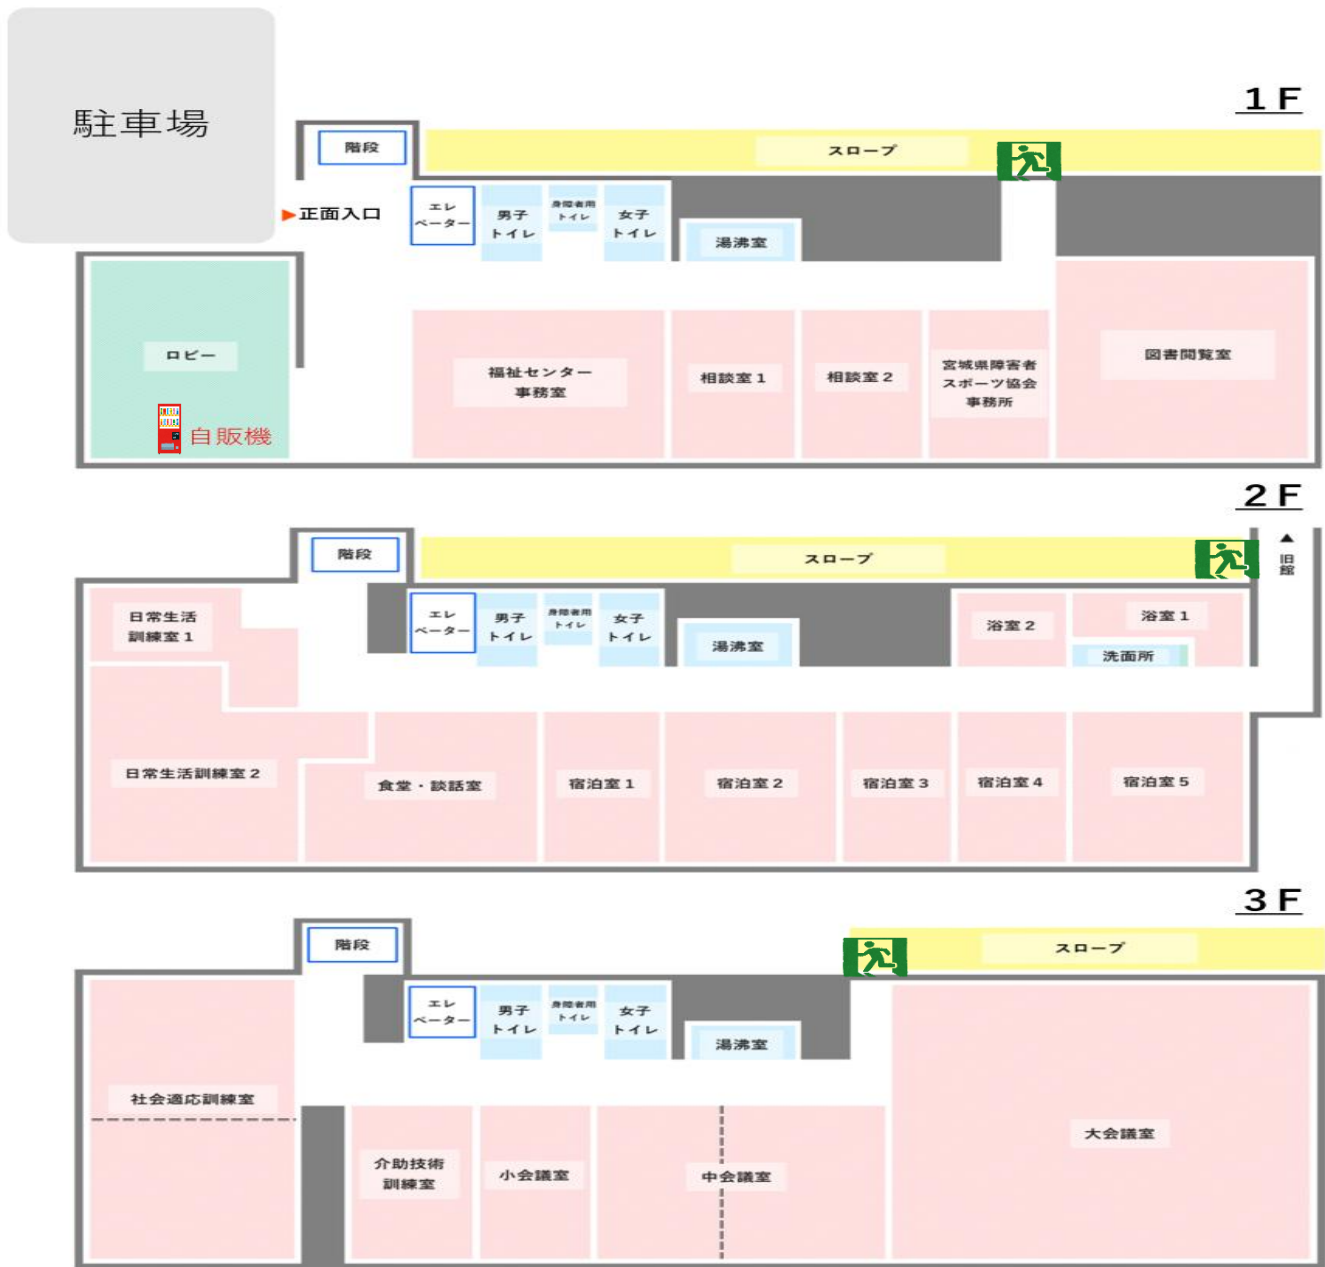 駐車場
1F
階段
スロープ
▶正面入口
エレ
ベーター
男子
トイレ
身障者用
トイレ
女子
トイレ
湯沸室
ロビー
自販機
福祉センター
事務室
相談室1
相談室2
宮城県障害者
スポーツ協会
事務所
図書閲覧室
2F
階段
スロープ
▲
旧館
日常生活
訓練室1
エレ
ベーター
男子
トイレ
身障者用
トイレ
女子
トイレ
湯沸室
浴室2
浴室1
洗面所
日常生活訓練室2
食堂・談話室
宿泊室1
宿泊室2
宿泊室3
宿泊室4
宿泊室5
3F
階段
スロープ
エレ
ベーター
男子
トイレ
身障者用
トイレ
女子
トイレ
湯沸室
社会適応訓練室
介助技術
訓練室
小会議室
中会議室
大会議室